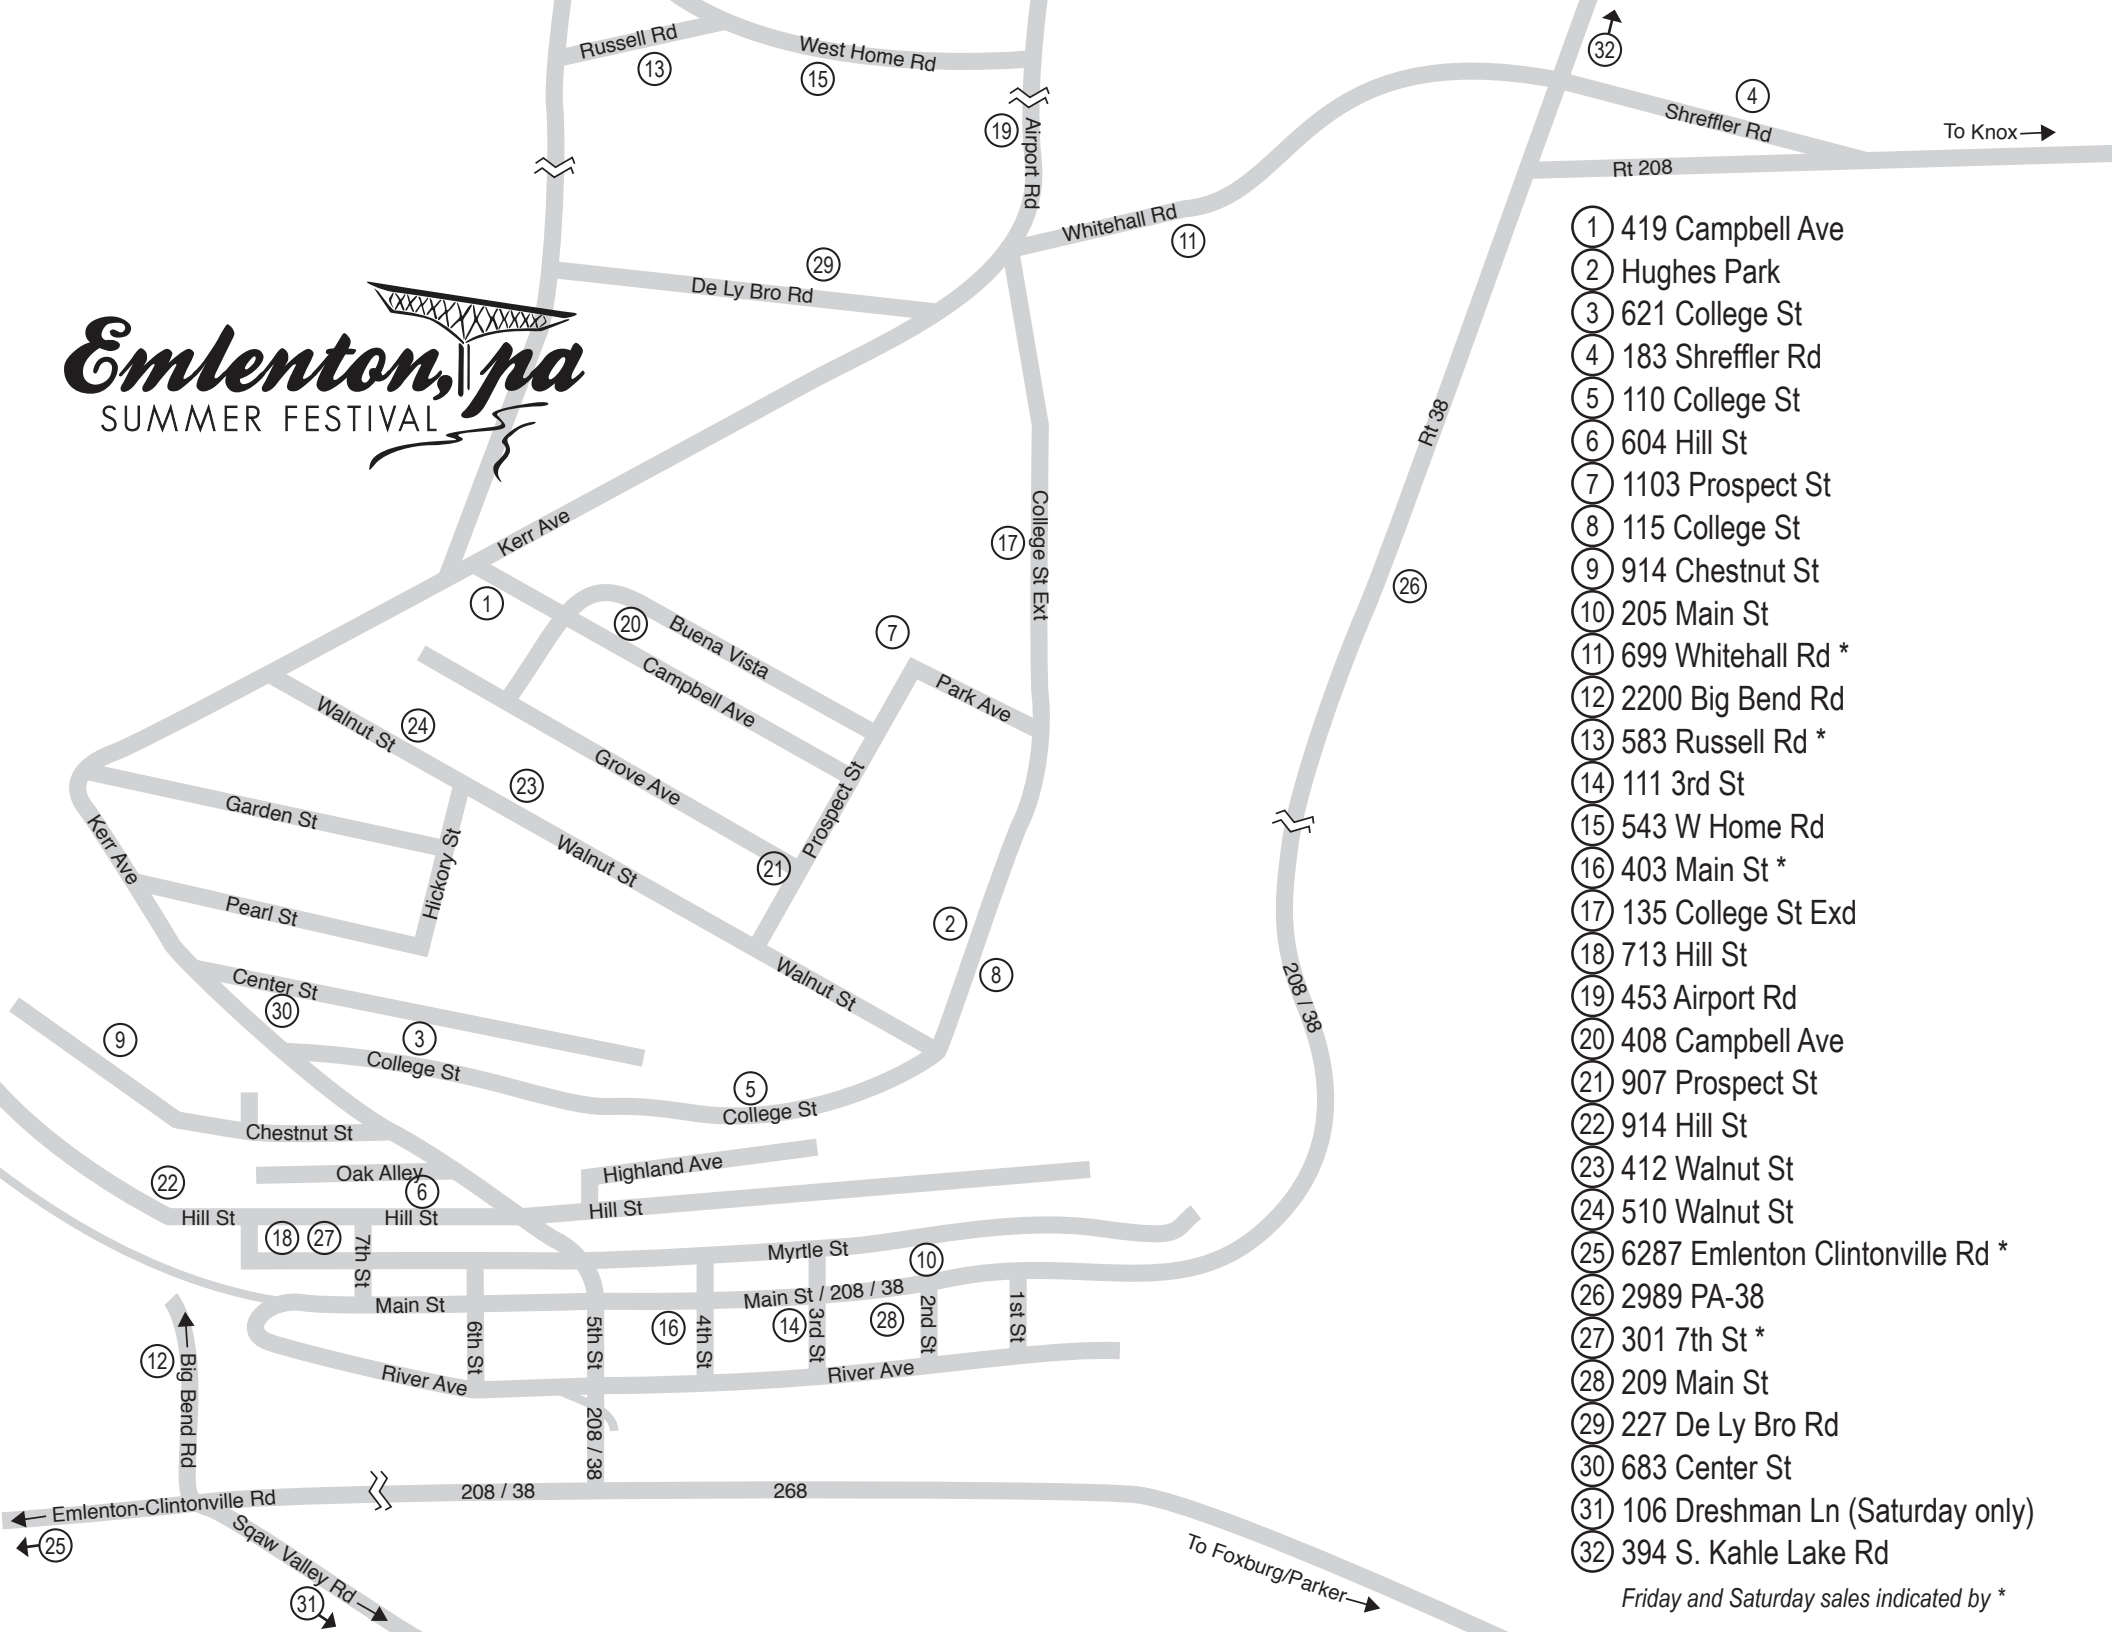 Russell Rd
13
West Home Rd
15
32
4
Shreffler Rd
To Knox
Rt 208
19
Airport Rd
Whitehall Rd
11
29
De Ly Bro Rd
Emlenton, pa
SUMMER FESTIVAL
Rt 38
Kerr Ave
17
College St Ext
26
1
20
Buena Vista
7
Campbell Ave
Park Ave
Walnut St
24
23
Grove Ave
Prospect St
Garden St
Kerr Ave
Hickory St
Walnut St
21
Pearl St
2
8
Walnut St
208 / 38
Center St
30
9
3
College St
5
College St
Chestnut St
Oak Alley
6
Highland Ave
22
Hill St
Hill St
Hill St
18
27
7th St
Myrtle St
10
Main St
Main St / 208 / 38
6th St
5th St
16
4th St
14
3rd St
28
2nd St
1st St
12
Big Bend Rd
River Ave
River Ave
208 / 38
Emlenton-Clintonville Rd
208 / 38
268
25
Sqaw Valley Rd
31
To Foxburg/Parker
1 419 Campbell Ave
2 Hughes Park
3 621 College St
4 183 Shreffler Rd
5 110 College St
6 604 Hill St
7 1103 Prospect St
8 115 College St
9 914 Chestnut St
10 205 Main St
11 699 Whitehall Rd *
12 2200 Big Bend Rd
13 583 Russell Rd *
14 111 3rd St
15 543 W Home Rd
16 403 Main St *
17 135 College St Exd
18 713 Hill St
19 453 Airport Rd
20 408 Campbell Ave
21 907 Prospect St
22 914 Hill St
23 412 Walnut St
24 510 Walnut St
25 6287 Emlenton Clintonville Rd *
26 2989 PA-38
27 301 7th St *
28 209 Main St
29 227 De Ly Bro Rd
30 683 Center St
31 106 Dreshman Ln (Saturday only)
32 394 S. Kahle Lake Rd
Friday and Saturday sales indicated by *